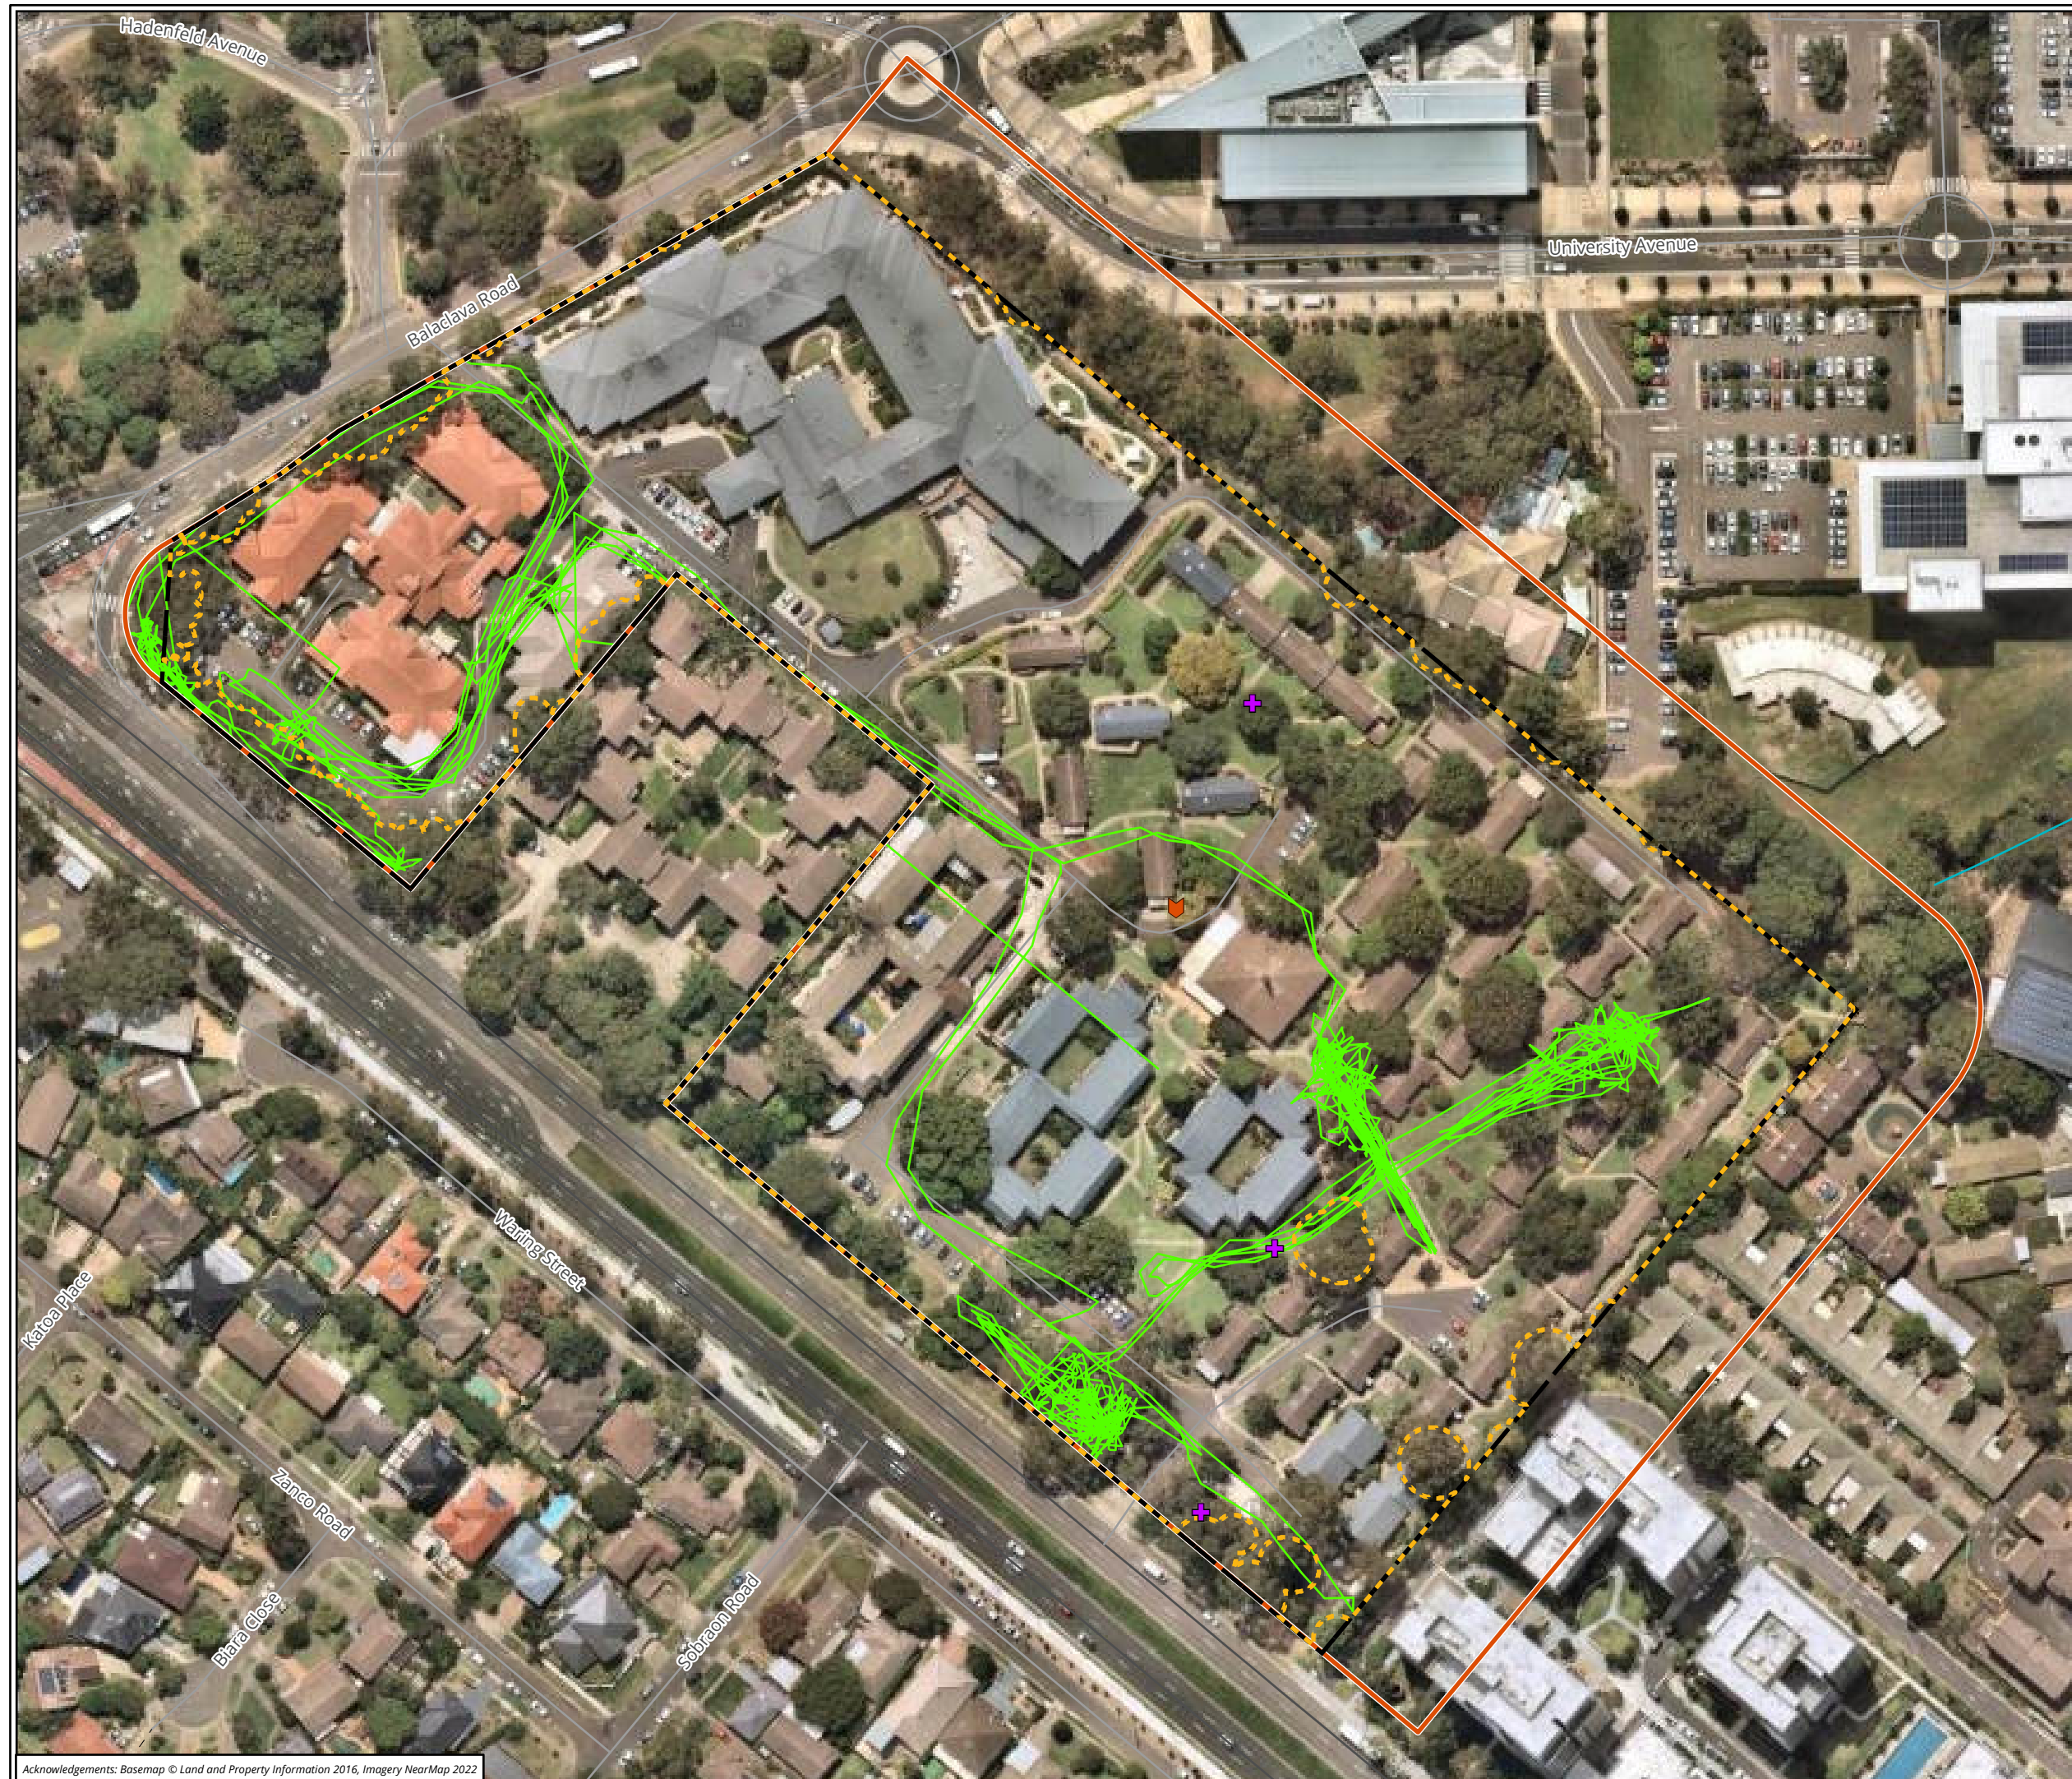 Hadenfeld Avenue
University Avenue
Balaclava Road
Waring Street
Katoa Place
Zanco Road
Biara Close
Sobraon Road
Acknowledgements: Basemap © Land and Property Information 2016, Imagery NearMap 2022